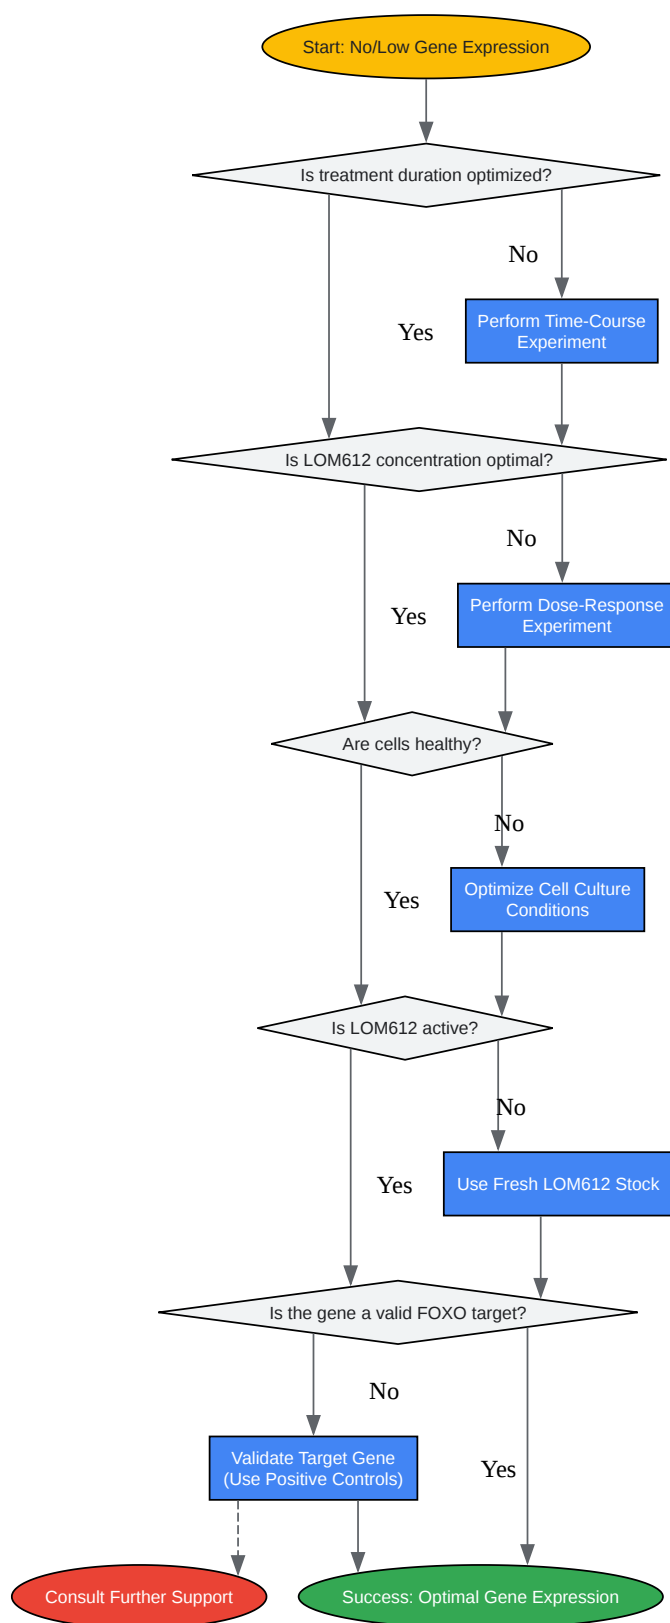 Start: No/Low Gene Expression
Is treatment duration optimized?
No
Perform Time-Course
Experiment
Yes
Is LOM612 concentration optimal?
No
Perform Dose-Response
Experiment
Yes
Are cells healthy?
No
Optimize Cell Culture
Conditions
Yes
Is LOM612 active?
No
Use Fresh LOM612 Stock
Yes
Is the gene a valid FOXO target?
No
Validate Target Gene
(Use Positive Controls)
Yes
Consult Further Support
Success: Optimal Gene Expression